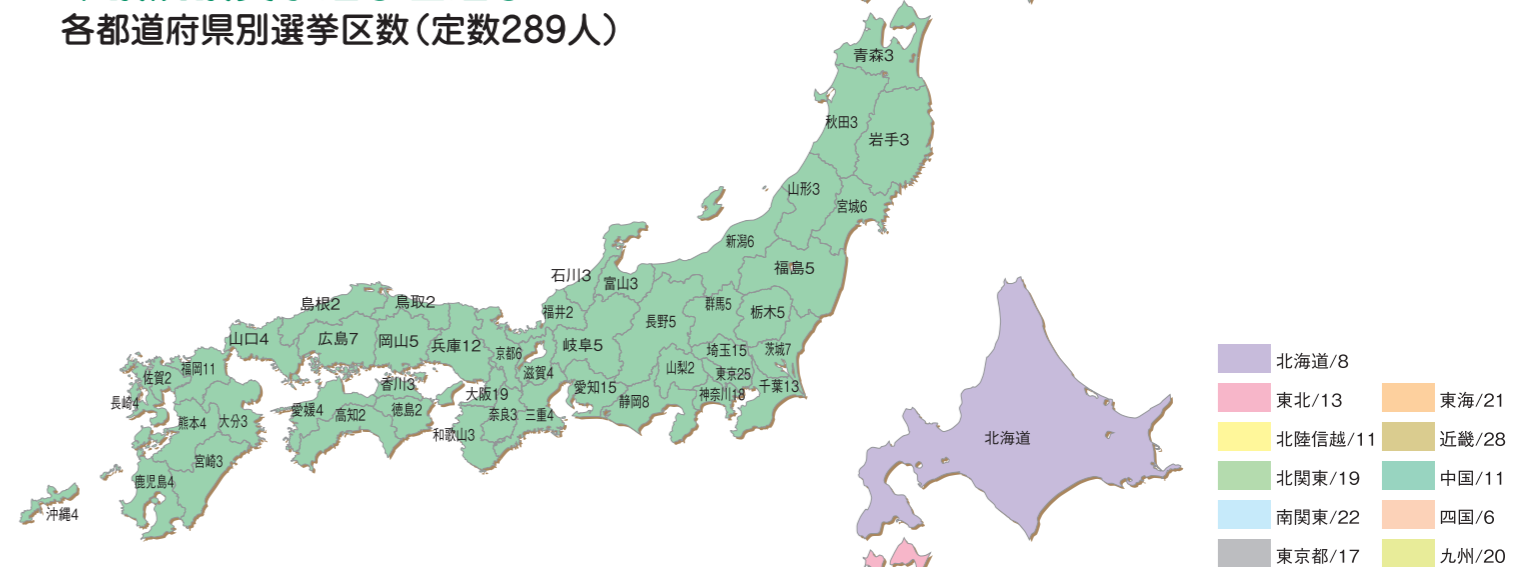 各都道府県別選挙区数（定数289人）
青森3
秋田3
岩手3
山形3
宮城6
新潟6
福島5
石川3
富山3
福井2
長野5
群馬5
栃木5
島根2
鳥取2
山口4
広島7
岡山5
兵庫12
京都6
岐阜5
滋賀4
埼玉15
茨城7
山梨2
東京25
千葉13
神奈川18
愛知15
静岡8
福岡11
佐賀2
長崎4
熊本4
大分3
宮崎3
鹿児島4
沖縄4
香川3
愛媛4
高知2
徳島2
大阪19
奈良3
三重4
和歌山3
北海道
北海道/8
東北/13
北陸信越/11
北関東/19
南関東/22
東京都/17
東海/21
近畿/28
中国/11
四国/6
九州/20